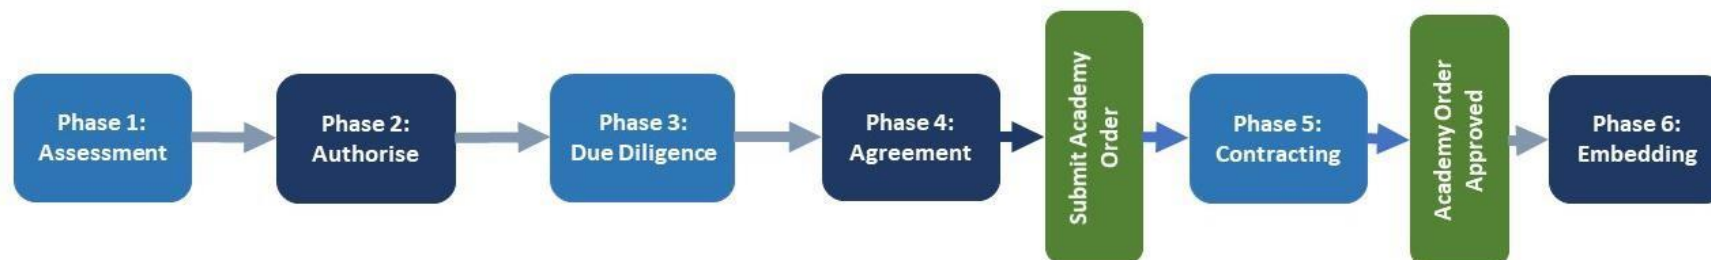 Phase 1:
Assessment
Phase 2:
Authorise
Phase 3:
Due Diligence
Phase 4:
Agreement
Submit Academy
Order
Phase 5:
Contracting
Academy Order
Approved
Phase 6:
Embedding